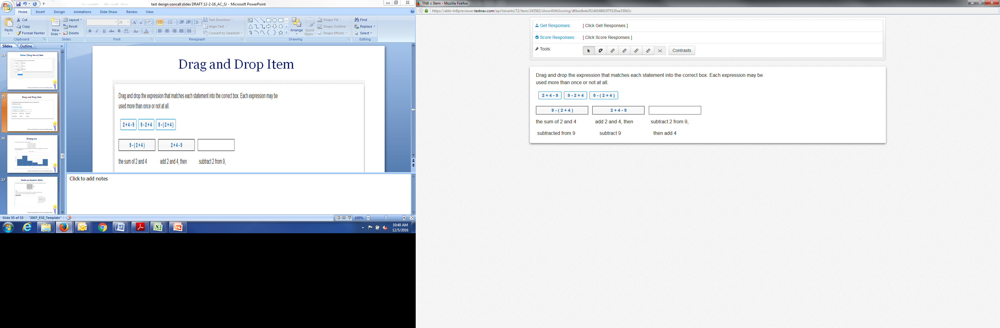 test design concall slides DRAFT 12-2-16_AC_SJ - Microsoft PowerPoint
Home Insert Design Animations Slide Show Review View
Paste
Cut
Copy
Format Painter
Clipboard
New Slide
Layout
Reset
Delete
Slides
28
B I U abc S AV Aa A
Font
Paragraph
Text Direction
Align Text
Convert to SmartArt
Arrange
Quick Styles
Shape Fill
Shape Outline
Shape Effects
Drawing
Find
Replace
Select
Editing
Slides Outline
34
Inline (Drop-down) Item
35
Drag and Drop Item
36
Histogram
37
Grades 3-5 Equation Editor
Drag and Drop Item
Drag and drop the expression that matches each statement into the correct box. Each expression may be
used more than once or not at all.
2 + 4 - 9 9 - 2 + 4 9 - ( 2 + 4 )
9 - ( 2 + 4 ) 2 + 4 - 9
the sum of 2 and 4 add 2 and 4, then subtract 2 from 9,
Click to add notes
Slide 35 of 53 "2007_ESE_Template" 100%
10:40 AM
12/5/2016
TN8 ::: Item - Mozilla Firefox
https://abbi-tn8previewer.testnav.com/api/tenants/72/item/245582/showWithScoring/d6bedbde3f2d416881975520ae33042c
Get Responses: [ Click Get Responses ]
Score Responses: [ Click Score Responses ]
Tools: Contrasts
Drag and drop the expression that matches each statement into the correct box. Each expression may be
used more than once or not at all.
2 + 4 - 9 9 - 2 + 4 9 - ( 2 + 4 )
9 - ( 2 + 4 ) 2 + 4 - 9
the sum of 2 and 4 add 2 and 4, then subtract 2 from 9,
subtracted from 9 subtract 9 then add 4